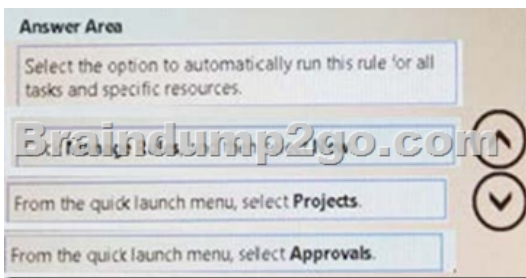 Answer Area
Select the option to automatically run this rule for all
tasks and specific resources.
Braindump2go.com
From the quick launch menu, select Projects.
From the quick launch menu, select Approvals.